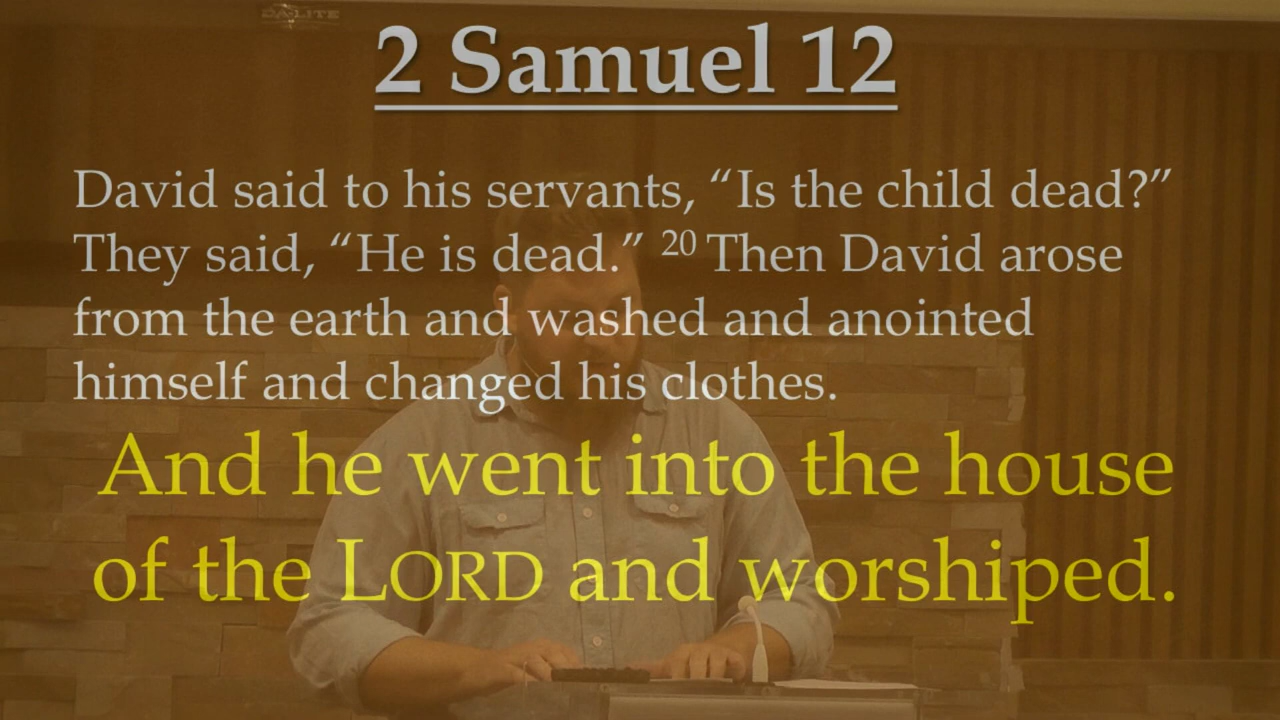 DA-LITE
2 Samuel 12
David said to his servants, “Is the child dead?”
They said, “He is dead.” 20 Then David arose
from the earth and washed and anointed
himself and changed his clothes.
And he went into the house
of the LORD and worshiped.